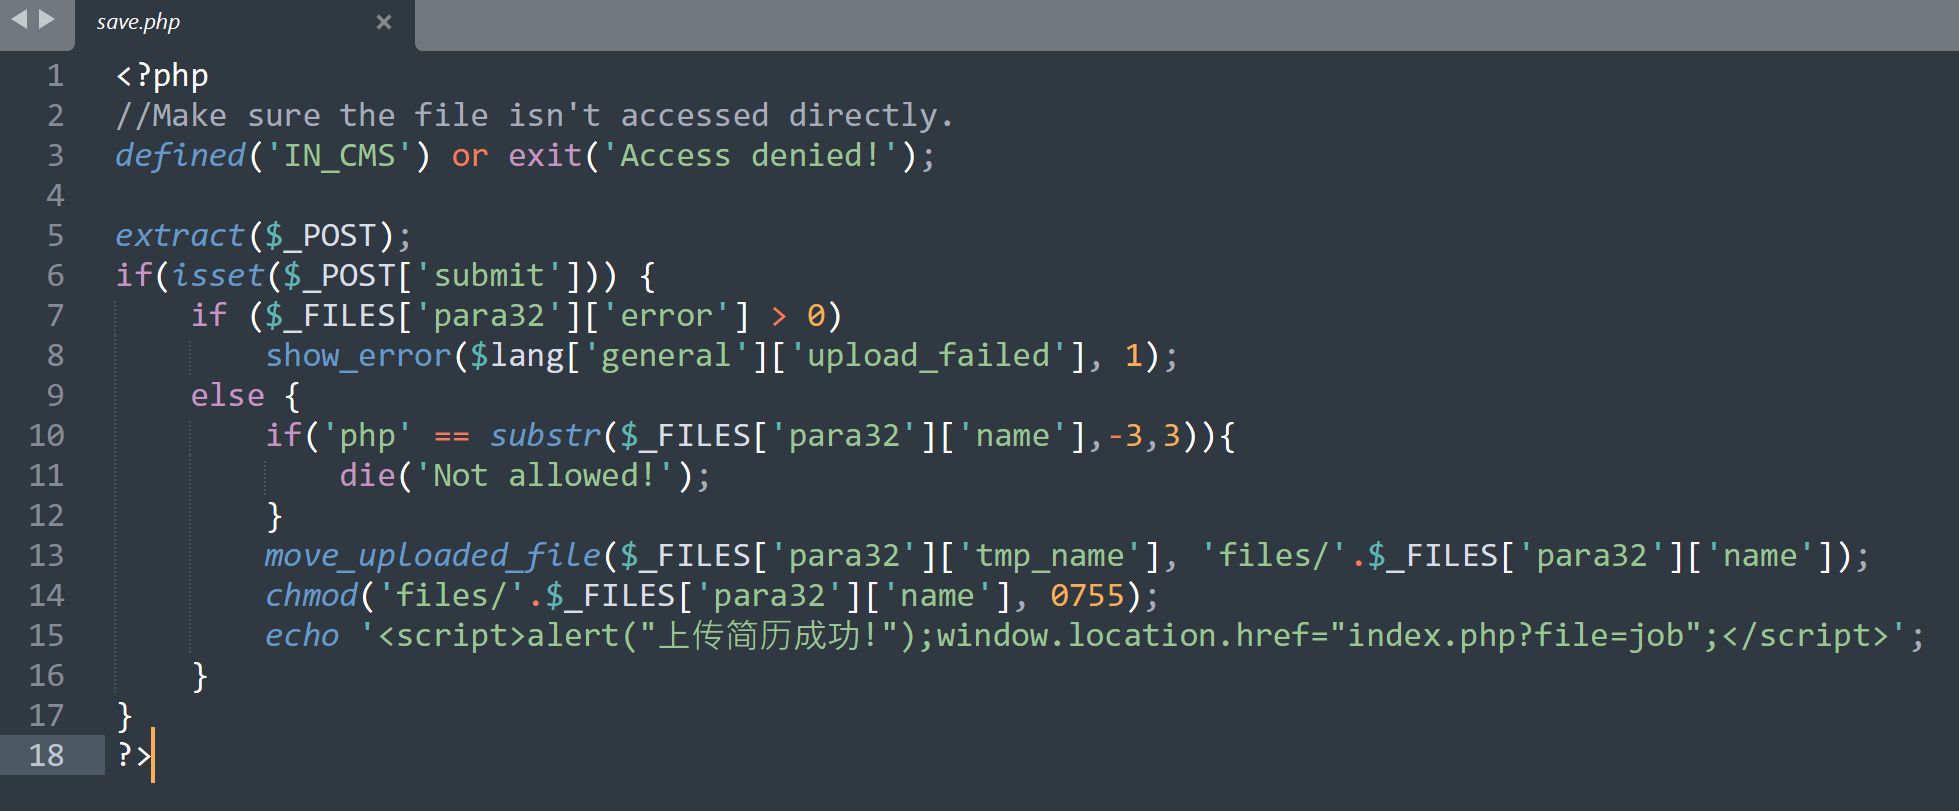 save.php
1 <?php
2 //Make sure the file isn't accessed directly.
3 defined('IN_CMS') or exit('Access denied!');
4
5 extract($_POST);
6 if(isset($_POST['submit'])) {
7     if ($_FILES['para32']['error'] > 0)
8         show_error($lang['general']['upload_failed'], 1);
9     else {
10         if('php' == substr($_FILES['para32']['name'],-3,3)){
11             die('Not allowed!');
12         }
13         move_uploaded_file($_FILES['para32']['tmp_name'], 'files/'.$_FILES['para32']['name']);
14         chmod('files/'.$_FILES['para32']['name'], 0755);
15         echo '<script>alert("上传简历成功!");window.location.href="index.php?file=job";</script>';
16     }
17 }
18 ?>